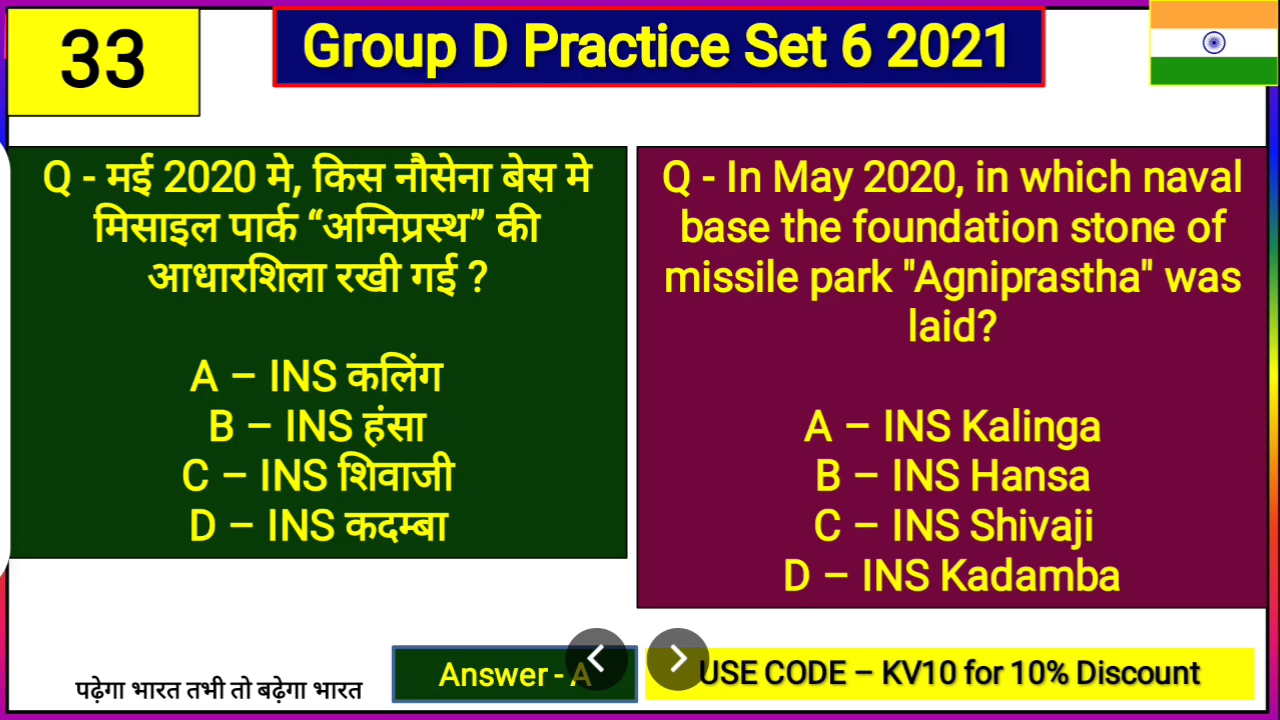 33
Group D Practice Set 6 2021
Q - मई 2020 मे, किस नौसेना बेस मे
मिसाइल पार्क “अग्निप्रस्थ” की
आधारशिला रखी गई ?
A – INS कलिंग
B – INS हंसा
C – INS शिवाजी
D – INS कदम्बा
Q - In May 2020, in which naval
base the foundation stone of
missile park "Agniprastha" was
laid?
A – INS Kalinga
B – INS Hansa
C – INS Shivaji
D – INS Kadamba
पढ़ेगा भारत तभी तो बढ़ेगा भारत
Answer - A
USE CODE – KV10 for 10% Discount